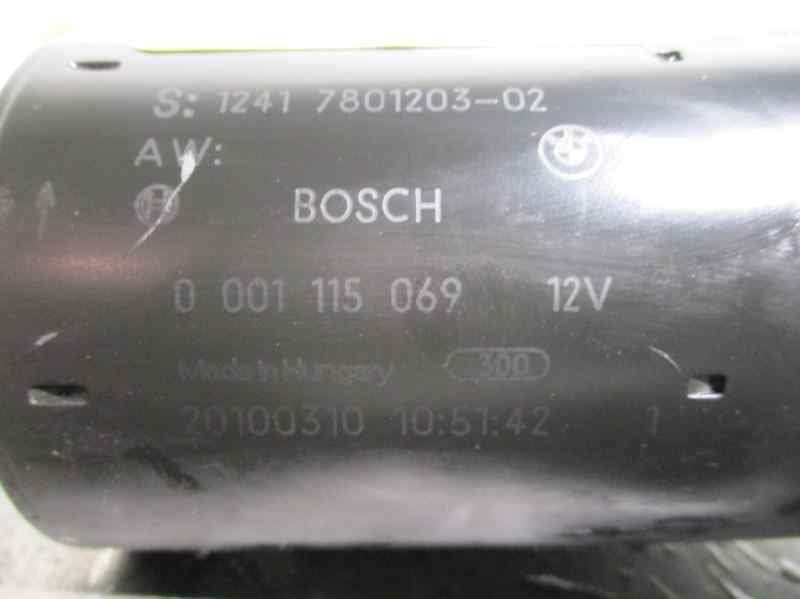 S: 1241 7801203-02
AW:
BOSCH
0 001 115 069 12V
Made in Hungary 300
20100310 10:51:42 1